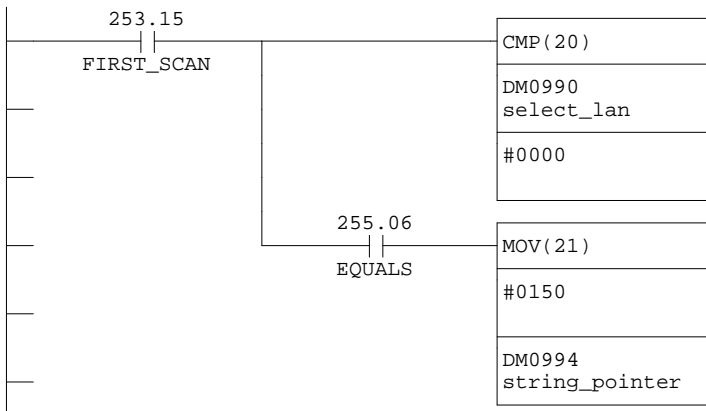 253.15
FIRST_SCAN
CMP(20)
DM0990
select_lan
#0000
255.06
EQUALS
MOV(21)
#0150
DM0994
string_pointer